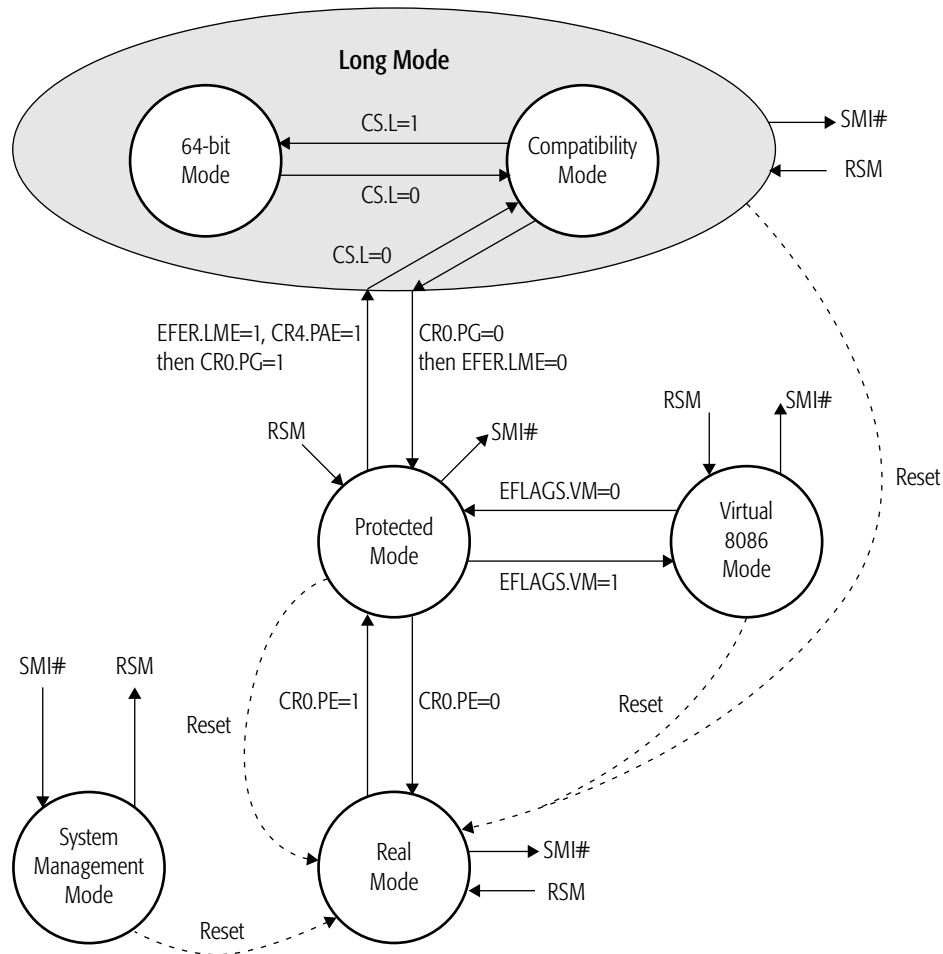 Long Mode
64-bit
Mode
CS.L=1
CS.L=0
Compatibility
Mode
SMI#
RSM
CS.L=0
EFER.LME=1, CR4.PAE=1
then CR0.PG=1
CR0.PG=0
then EFER.LME=0
RSM
SMI#
RSM
SMI#
Reset
Protected
Mode
EFLAGS.VM=0
EFLAGS.VM=1
Virtual
8086
Mode
SMI#
RSM
Reset
CR0.PE=1
CR0.PE=0
Reset
System
Management
Mode
Real
Mode
SMI#
RSM
Reset